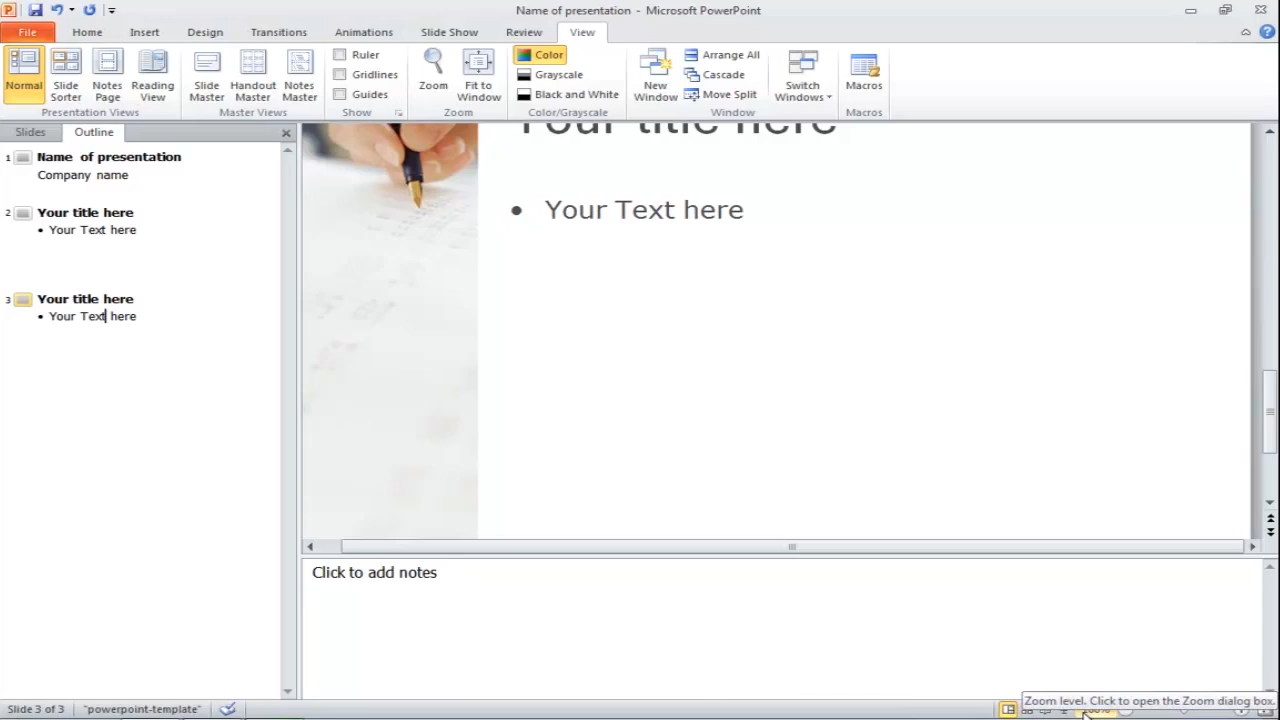 Name of presentation - Microsoft PowerPoint
File Home Insert Design Transitions Animations Slide Show Review View
Normal Slide Sorter Notes Page Reading View Slide Master Handout Master Notes Master Ruler Gridlines Guides Zoom Fit to Window Color Grayscale Black and White New Window Arrange All Cascade Move Split Switch Windows Macros
Presentation Views Master Views Show Zoom Color/Grayscale Window Macros
Slides Outline
1 Name of presentation
Company name
2 Your title here
• Your Text here
3 Your title here
• Your Text here
Your title here
• Your Text here
Click to add notes
Zoom level. Click to open the Zoom dialog box.
Slide 3 of 3 "powerpoint-template"